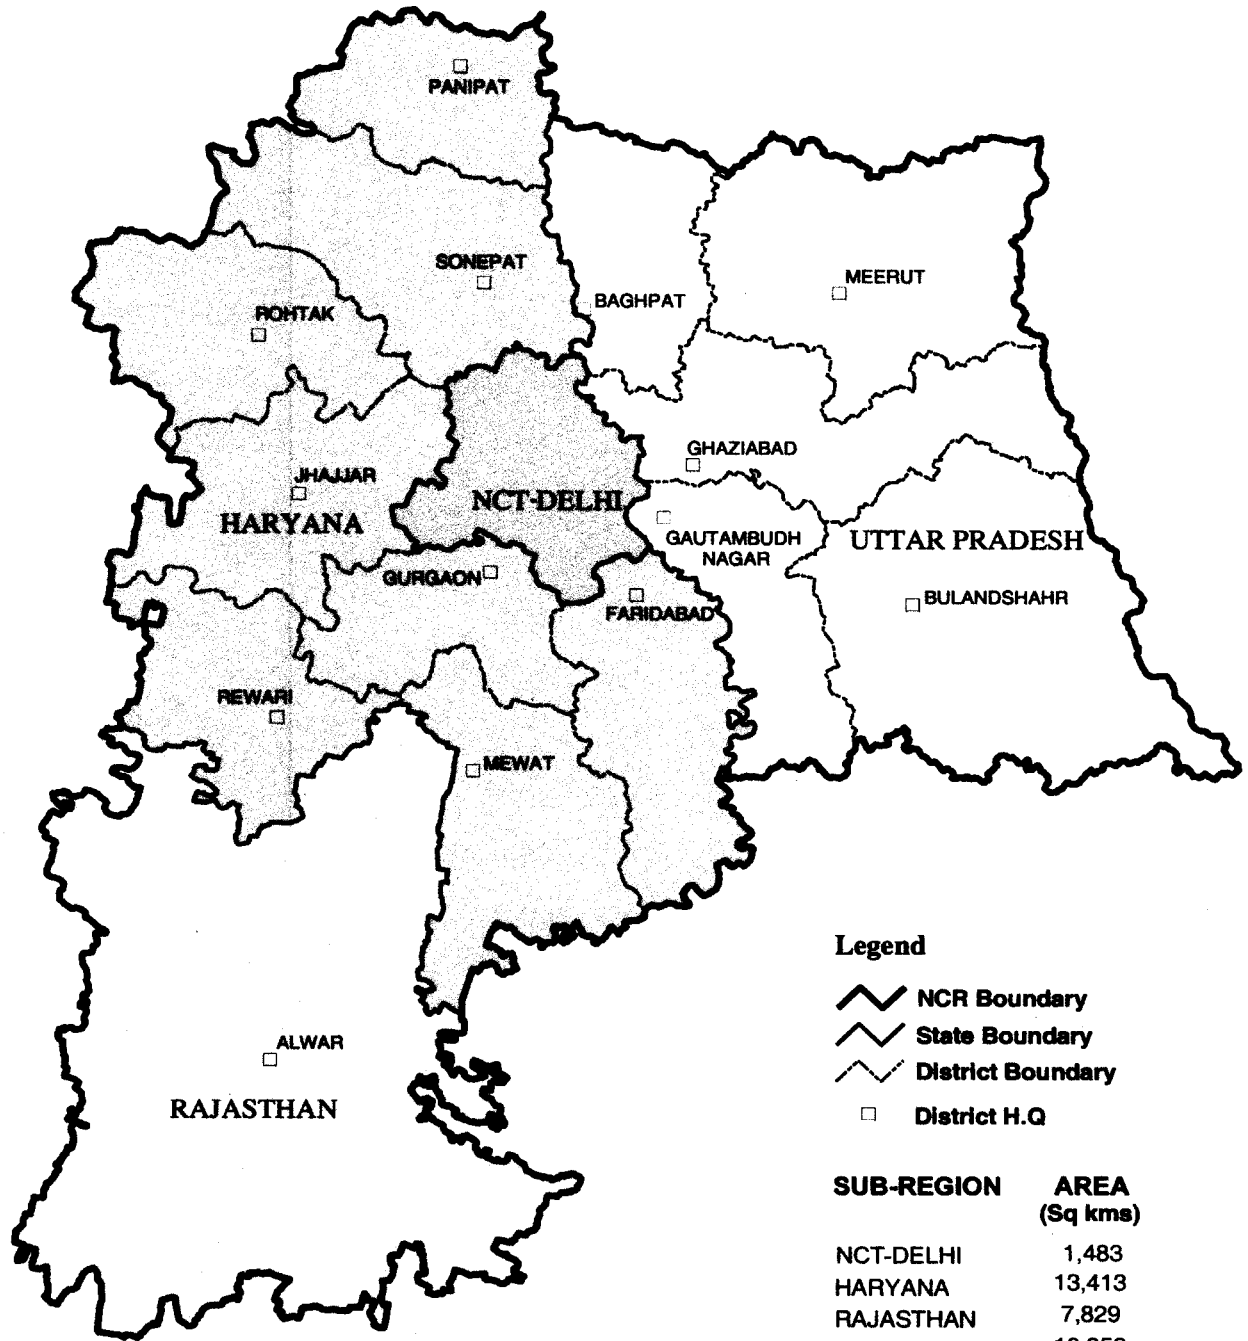 PANIPAT
SONEPAT
MEERUT
BAGHPAT
ROHTAK
GHAZIABAD
JHAJJAR
NCT-DELHI
HARYANA
GAUTAMBUDH
NAGAR
UTTAR PRADESH
GURGAON
FARIDABAD
BULANDSHAHR
REWARI
MEWAT
ALWAR
RAJASTHAN
Legend
NCR Boundary
State Boundary
District Boundary
District H.Q
SUB-REGION AREA
(Sq kms)
NCT-DELHI 1,483
HARYANA 13,413
RAJASTHAN 7,829